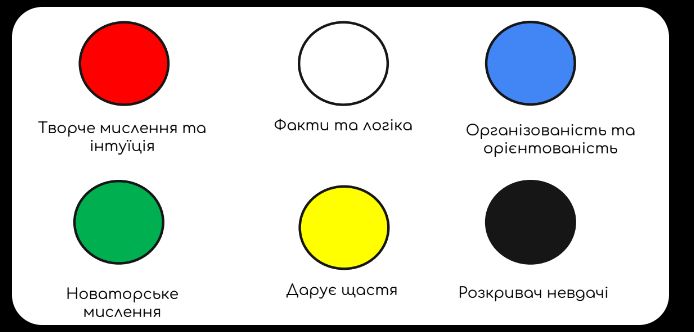 Творче мислення та
інтуїція
Факти та логіка
Організованість та
орієнтованість
Новаторське
мислення
Дарує щастя
Розкривач невдачі